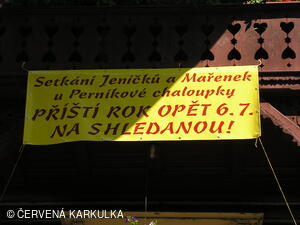 Setkání Jeníčků a Mařenek
u Perníkové chaloupky
PŘÍŠTÍ ROK OPĚT 6.7.
NA SHLEDANOU!
© ČERVENÁ KARKULKA